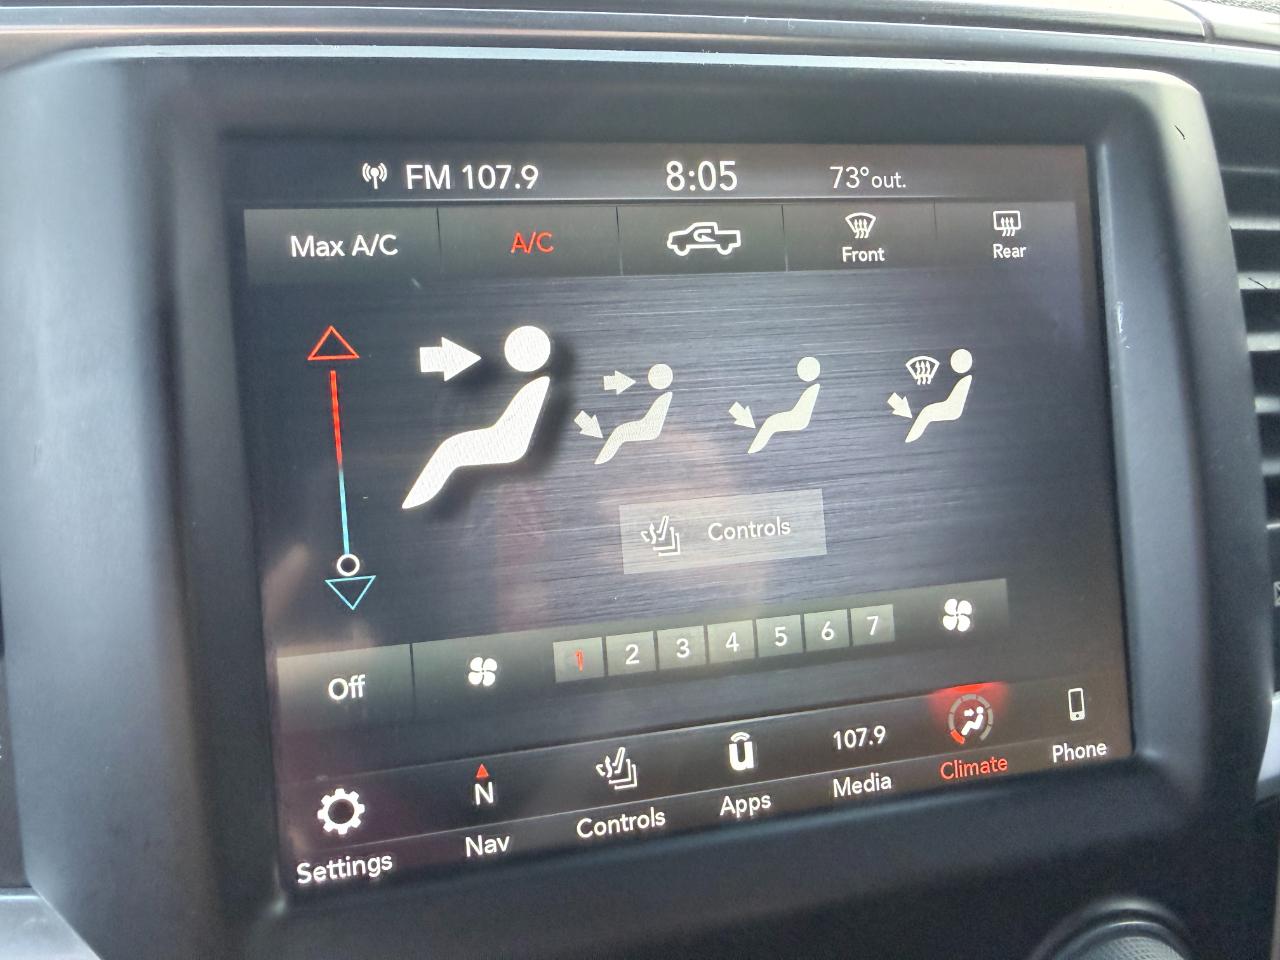 FM 107.9 8:05 73° out.
Max A/C A/C Front Rear
Controls
Off 1 2 3 4 5 6 7
Settings N Nav Controls Apps 107.9 Media Climate Phone